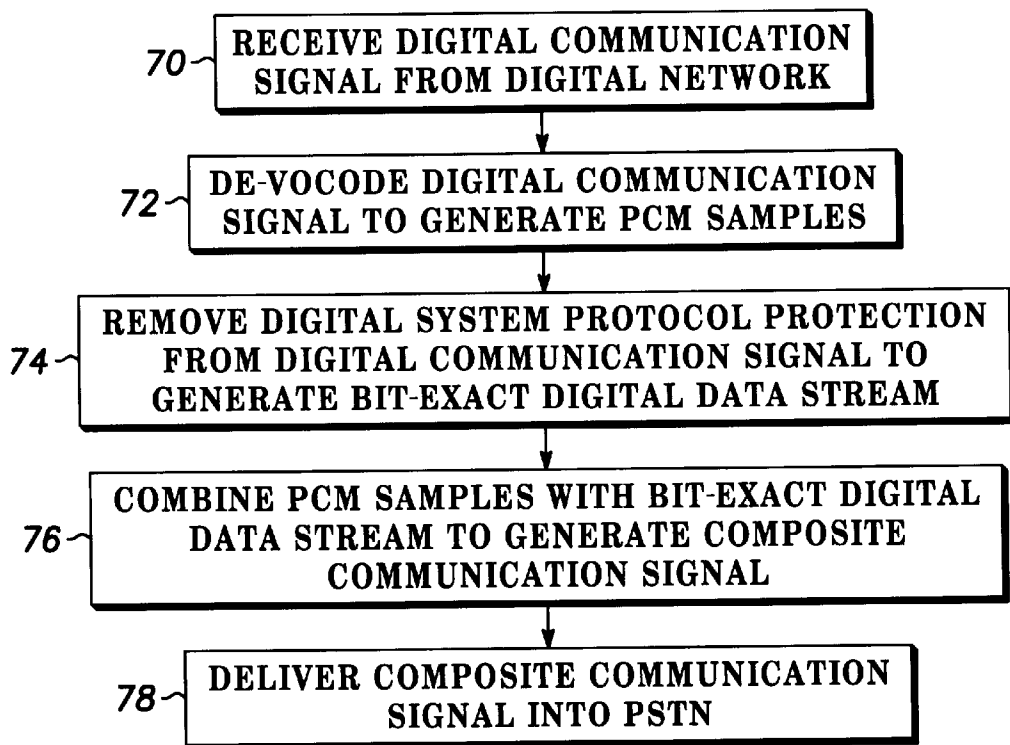 70
RECEIVE DIGITAL COMMUNICATION
SIGNAL FROM DIGITAL NETWORK
72
DE-VOCODE DIGITAL COMMUNICATION
SIGNAL TO GENERATE PCM SAMPLES
74
REMOVE DIGITAL SYSTEM PROTOCOL PROTECTION
FROM DIGITAL COMMUNICATION SIGNAL TO
GENERATE BIT-EXACT DIGITAL DATA STREAM
76
COMBINE PCM SAMPLES WITH BIT-EXACT DIGITAL
DATA STREAM TO GENERATE COMPOSITE
COMMUNICATION SIGNAL
78
DELIVER COMPOSITE COMMUNICATION
SIGNAL INTO PSTN